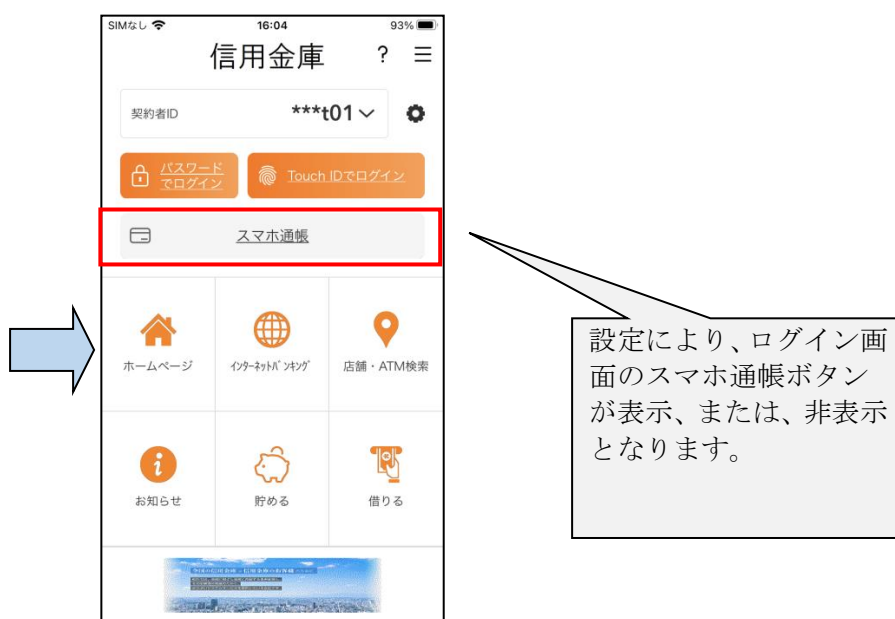 SIMなし 16:04 93%
信用金庫 ? ☰
契約者ID ***t01
パスワード
でログイン
Touch IDでログイン
スマホ通帳
ホームページ ｲﾝﾀｰﾈｯﾄﾊﾞﾝｷﾝｸﾞ 店舗・ATM検索
お知らせ 貯める 借りる
設定により、ログイン画
面のスマホ通帳ボタン
が表示、または、非表示
となります。